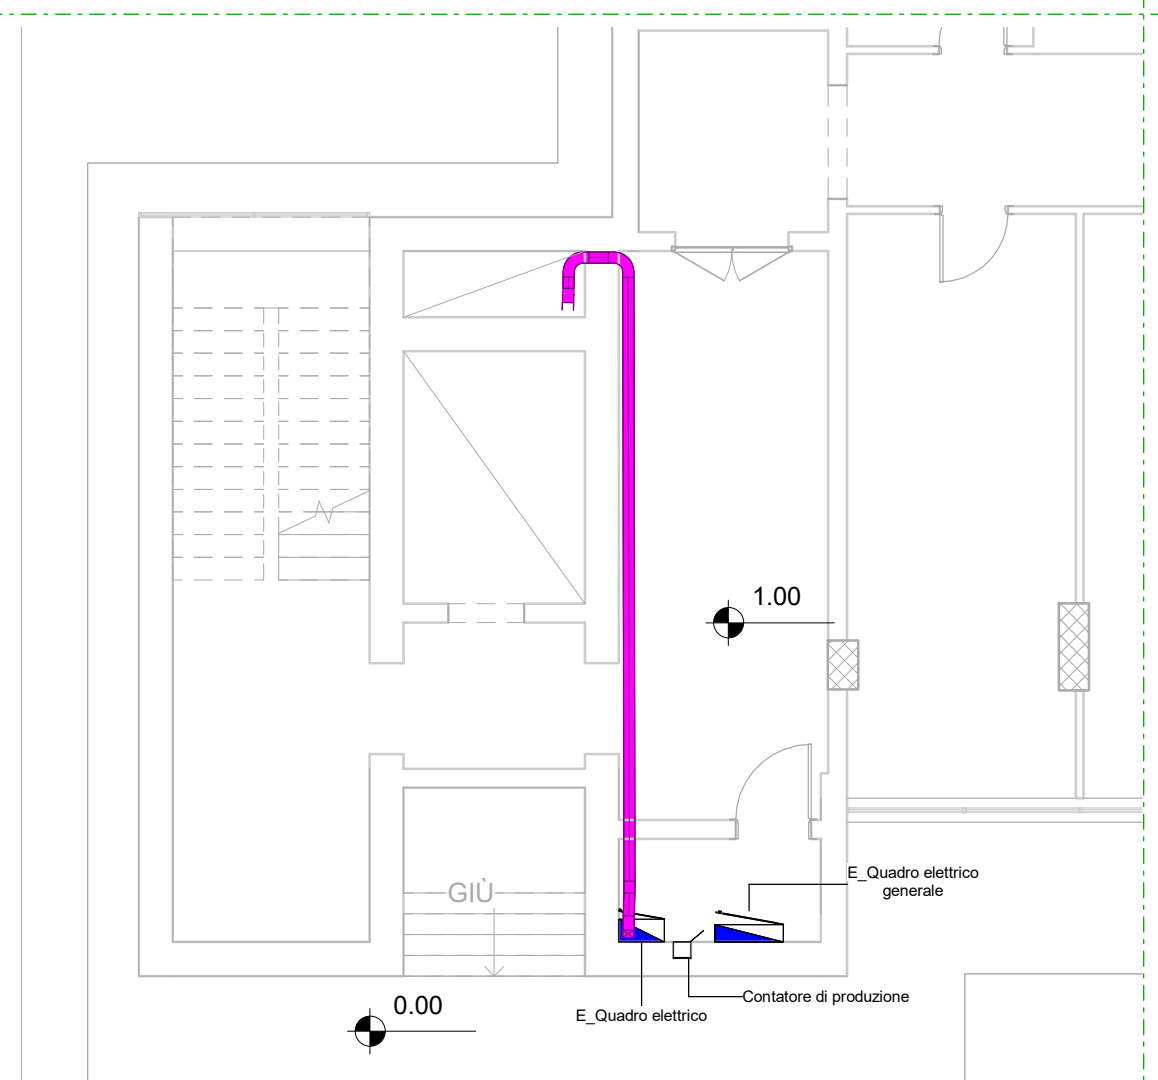 1.00
E_Quadro elettrico
generale
GIÙ
Contatore di produzione
0.00
E_Quadro elettrico